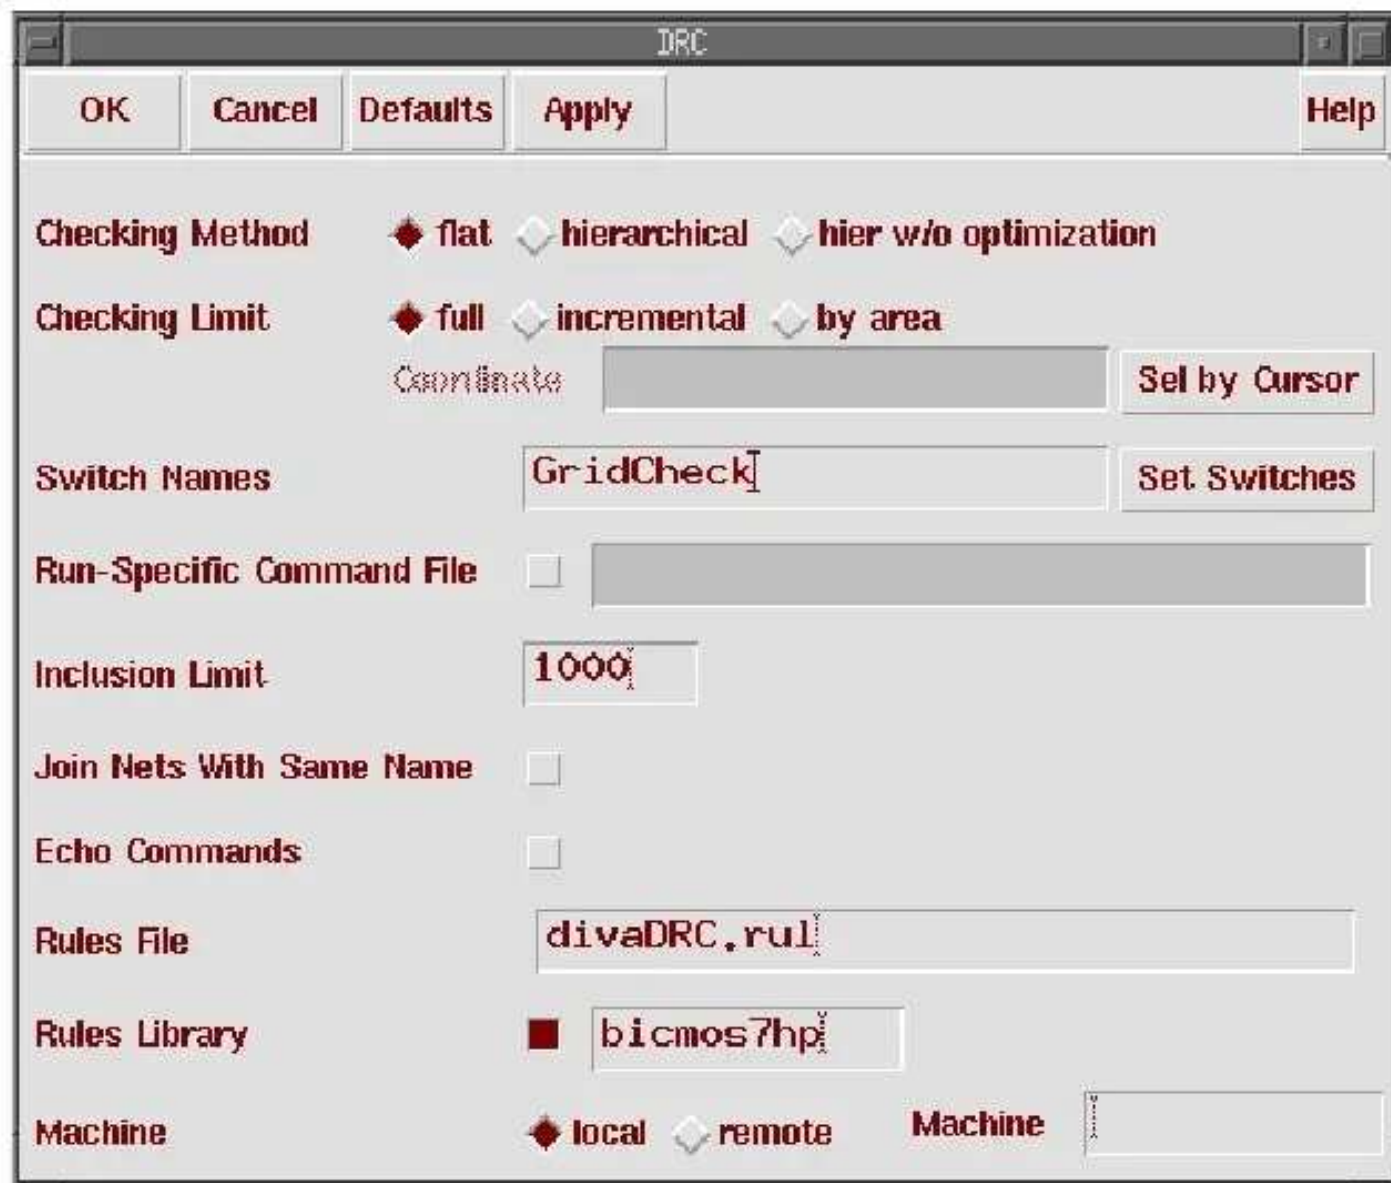 DRC
OK Cancel Defaults Apply Help
Checking Method flat hierarchical hier w/o optimization
Checking Limit full incremental by area
Coordinate Sel by Cursor
Switch Names GridCheck Set Switches
Run-Specific Command File
Inclusion Limit 1000
Join Nets With Same Name
Echo Commands
Rules File divaDRC.rul
Rules Library bicmos7hp
Machine local remote Machine